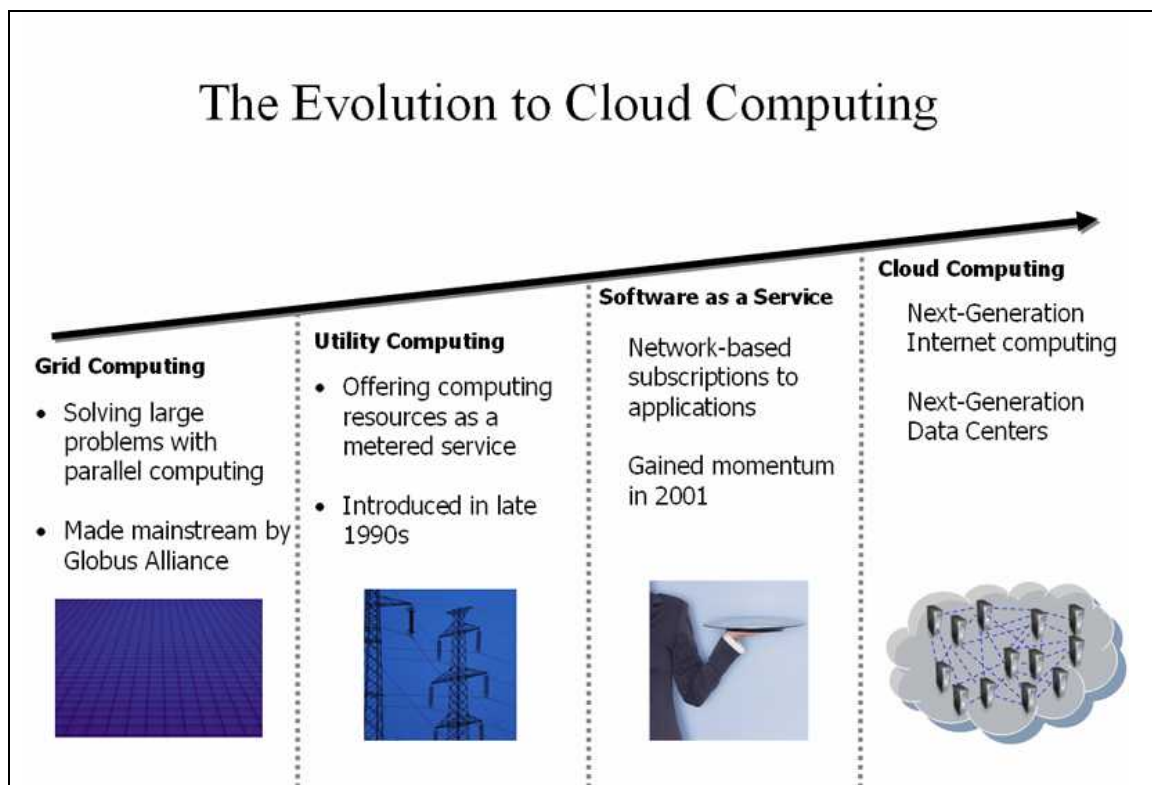 The Evolution to Cloud Computing
Grid Computing
• Solving large
problems with
parallel computing
• Made mainstream by
Globus Alliance
Utility Computing
• Offering computing
resources as a
metered service
• Introduced in late
1990s
Software as a Service
Network-based
subscriptions to
applications
Gained momentum
in 2001
Cloud Computing
Next-Generation
Internet computing
Next-Generation
Data Centers